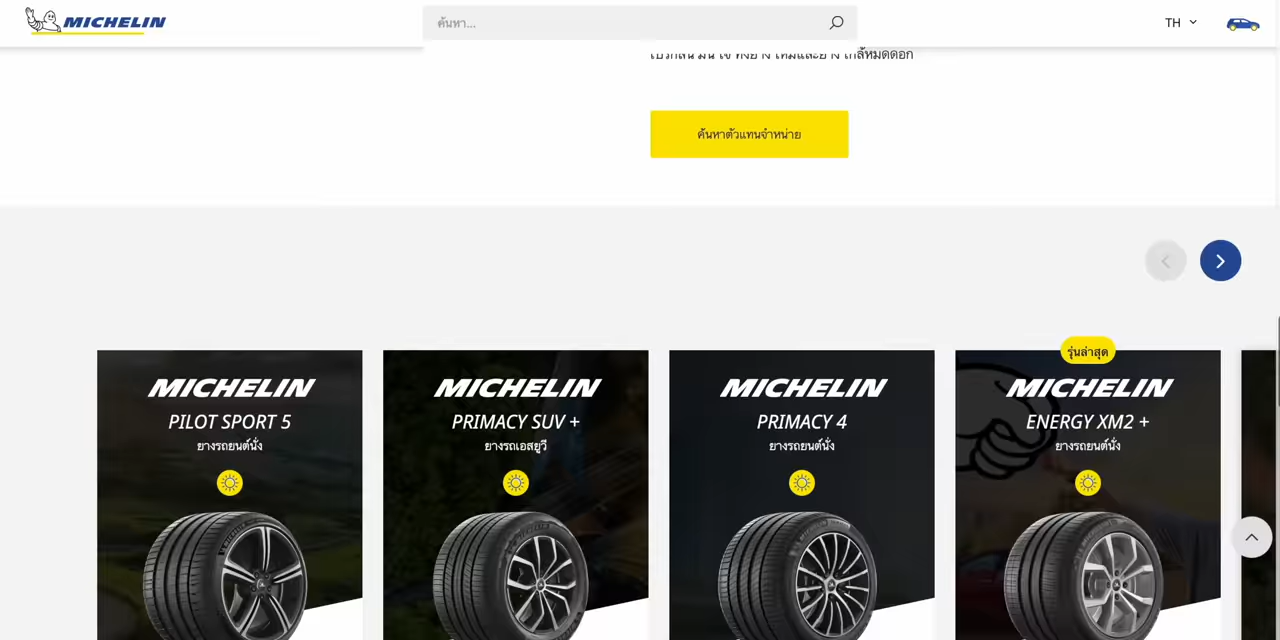 MICHELIN
ค้นหา...
TH
ค้นหาตัวแทนจำหน่าย
รุ่นล่าสุด
MICHELIN
PILOT SPORT 5
ยางรถยนต์นั่ง
MICHELIN
PRIMACY SUV +
ยางรถเอสยูวี
MICHELIN
PRIMACY 4
ยางรถยนต์นั่ง
MICHELIN
ENERGY XM2 +
ยางรถยนต์นั่ง